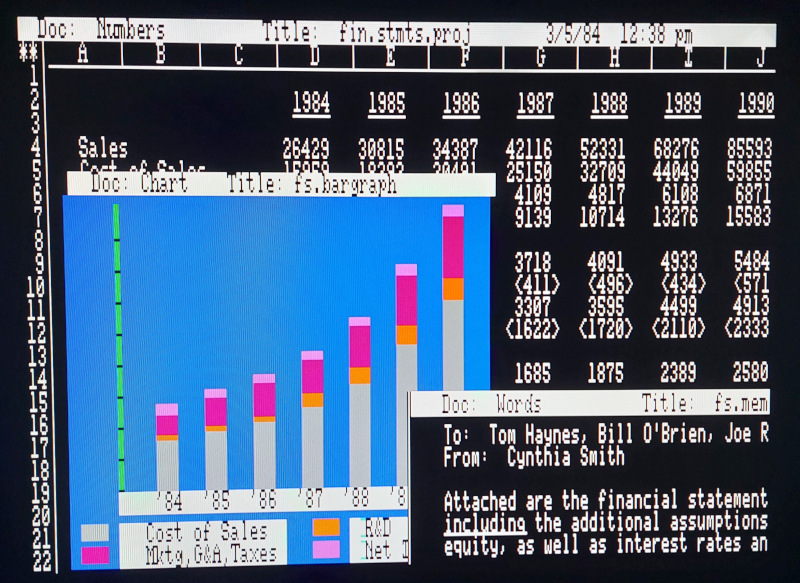 Doc: Numbers Title: fin.stmts.proj 3/5/84 12:38 pm
** A B C D E F G H I J
1
2 1984 1985 1986 1987 1988 1989 1990
3
4 Sales 26429 30815 34387 42116 52331 68276 85593
5 Cost of Sales 25150 32709 44049 59855
6 4109 4817 6108 6871
7 9139 10714 13276 15583
8
9 3718 4091 4933 5484
10 <411> <496> <434> <571
11 3307 3595 4499 4913
12 <1622> <1720> <2110> <2333
13
14 1685 1875 2389 2580
15
16
17
18
19
20
21
22
Doc: Chart Title: fs.bargraph
'84 '85 '86 '87 '88 '8
Cost of Sales R&D
Mktg,G&A,Taxes Net I
Doc: Words Title: fs.mem
To: Tom Haynes, Bill O'Brien, Joe R
From: Cynthia Smith
Attached are the financial statement
including the additional assumptions
equity, as well as interest rates an